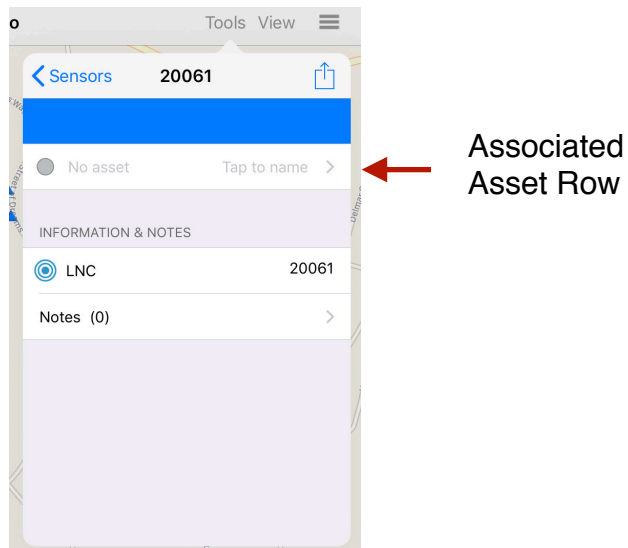 o
Tools View
Sensors 20061
No asset Tap to name
Associated
Asset Row
INFORMATION & NOTES
LNC 20061
Notes (0)